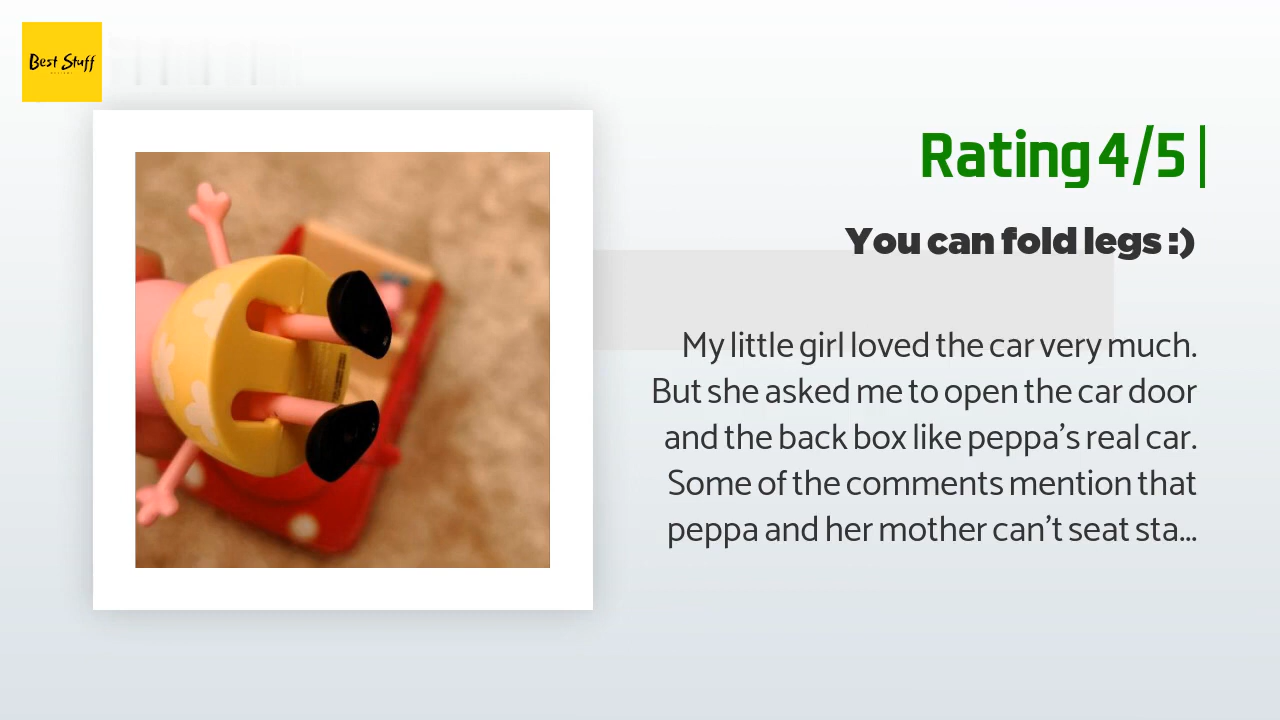 Best Stuff
Rating 4/5
You can fold legs :)
My little girl loved the car very much.
But she asked me to open the car door
and the back box like peppa's real car.
Some of the comments mention that
peppa and her mother can't seat sta...